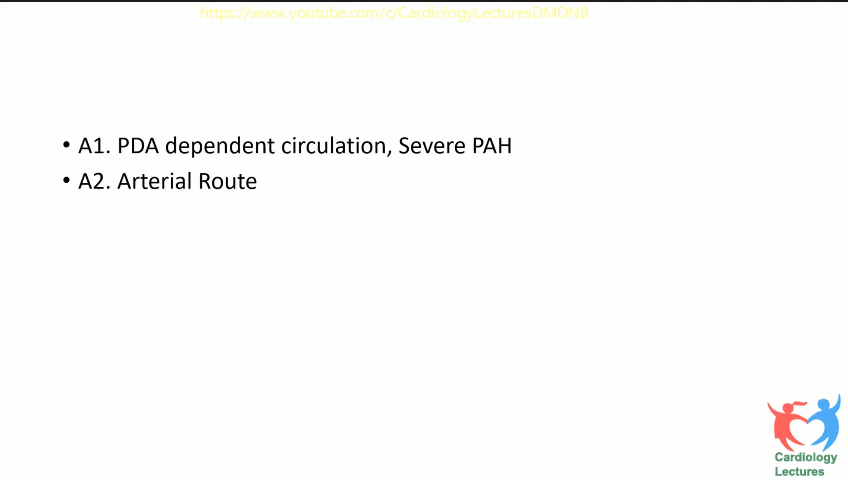 https://www.youtube.com/c/CardiologyLecturesDMDNB
• A1. PDA dependent circulation, Severe PAH
• A2. Arterial Route
Cardiology
Lectures